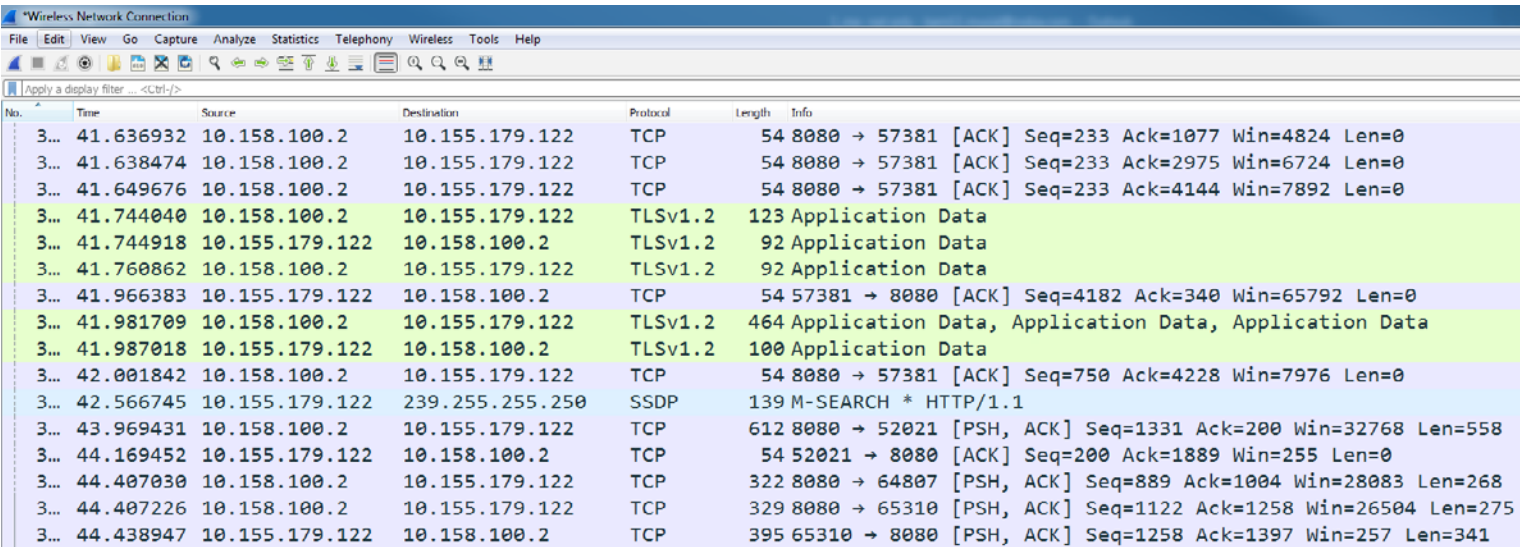 *Wireless Network Connection
File Edit View Go Capture Analyze Statistics Telephony Wireless Tools Help
Apply a display filter ... <Ctrl-/>
No. Time Source Destination Protocol Length Info
3... 41.636932 10.158.100.2 10.155.179.122 TCP 54 8080 → 57381 [ACK] Seq=233 Ack=1077 Win=4824 Len=0
3... 41.638474 10.158.100.2 10.155.179.122 TCP 54 8080 → 57381 [ACK] Seq=233 Ack=2975 Win=6724 Len=0
3... 41.649676 10.158.100.2 10.155.179.122 TCP 54 8080 → 57381 [ACK] Seq=233 Ack=4144 Win=7892 Len=0
3... 41.744040 10.158.100.2 10.155.179.122 TLSv1.2 123 Application Data
3... 41.744918 10.155.179.122 10.158.100.2 TLSv1.2 92 Application Data
3... 41.760862 10.158.100.2 10.155.179.122 TLSv1.2 92 Application Data
3... 41.966383 10.155.179.122 10.158.100.2 TCP 54 57381 → 8080 [ACK] Seq=4182 Ack=340 Win=65792 Len=0
3... 41.981709 10.158.100.2 10.155.179.122 TLSv1.2 464 Application Data, Application Data, Application Data
3... 41.987018 10.155.179.122 10.158.100.2 TLSv1.2 100 Application Data
3... 42.001842 10.158.100.2 10.155.179.122 TCP 54 8080 → 57381 [ACK] Seq=750 Ack=4228 Win=7976 Len=0
3... 42.566745 10.155.179.122 239.255.255.250 SSDP 139 M-SEARCH * HTTP/1.1
3... 43.969431 10.158.100.2 10.155.179.122 TCP 612 8080 → 52021 [PSH, ACK] Seq=1331 Ack=200 Win=32768 Len=558
3... 44.169452 10.155.179.122 10.158.100.2 TCP 54 52021 → 8080 [ACK] Seq=200 Ack=1889 Win=255 Len=0
3... 44.407030 10.158.100.2 10.155.179.122 TCP 322 8080 → 64807 [PSH, ACK] Seq=889 Ack=1004 Win=28083 Len=268
3... 44.407226 10.158.100.2 10.155.179.122 TCP 329 8080 → 65310 [PSH, ACK] Seq=1122 Ack=1258 Win=26504 Len=275
3... 44.438947 10.155.179.122 10.158.100.2 TCP 395 65310 → 8080 [PSH, ACK] Seq=1258 Ack=1397 Win=257 Len=341